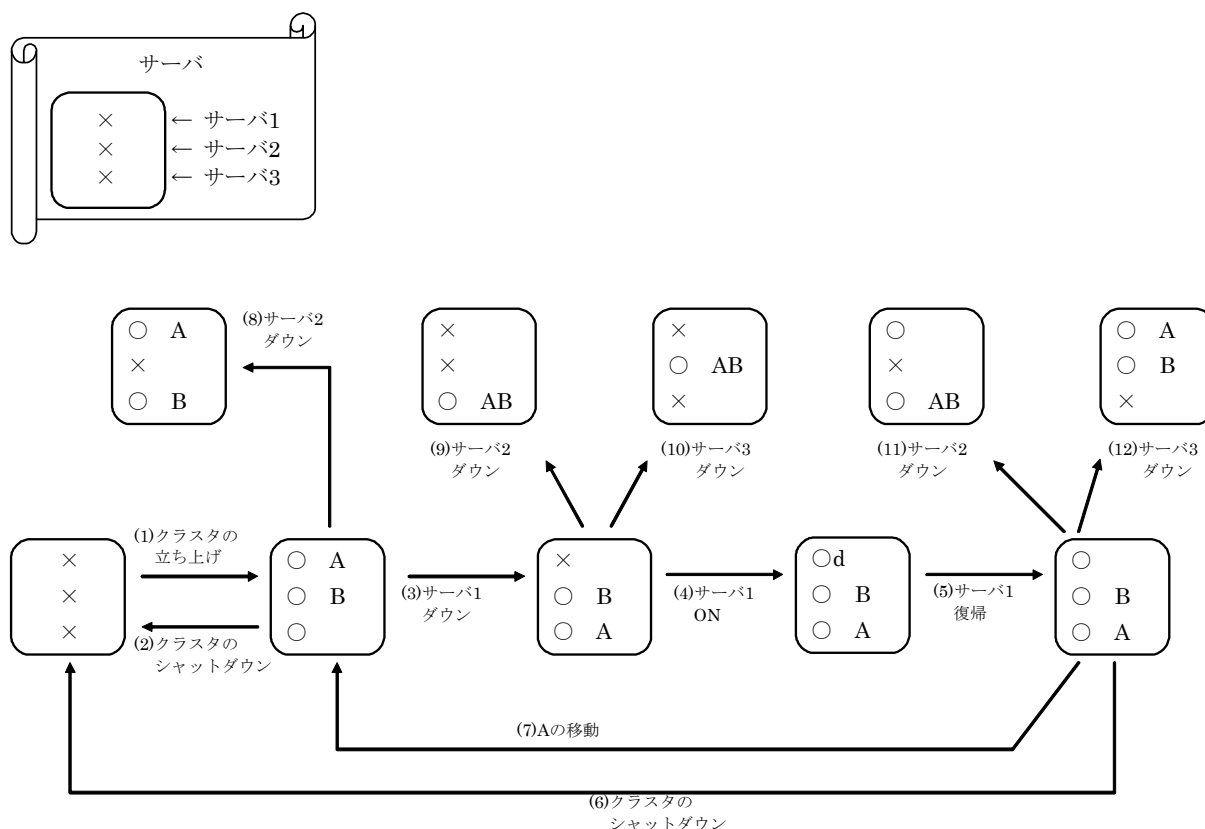 サーバ
× ← サーバ1
× ← サーバ2
× ← サーバ3
○ A
×
○ B
(8)サーバ2
ダウン
×
×
○ AB
×
○ AB
×
○
×
○ AB
○ A
○ B
×
(9)サーバ2
ダウン
(10)サーバ3
ダウン
(11)サーバ2
ダウン
(12)サーバ3
ダウン
×
×
×
(1)クラスタの
立ち上げ
(2)クラスタの
シャットダウン
○ A
○ B
○
(3)サーバ1
ダウン
×
○ B
○ A
(4)サーバ1
ON
○d
○ B
○ A
(5)サーバ1
復帰
○
○ B
○ A
(7)Aの移動
(6)クラスタの
シャットダウン